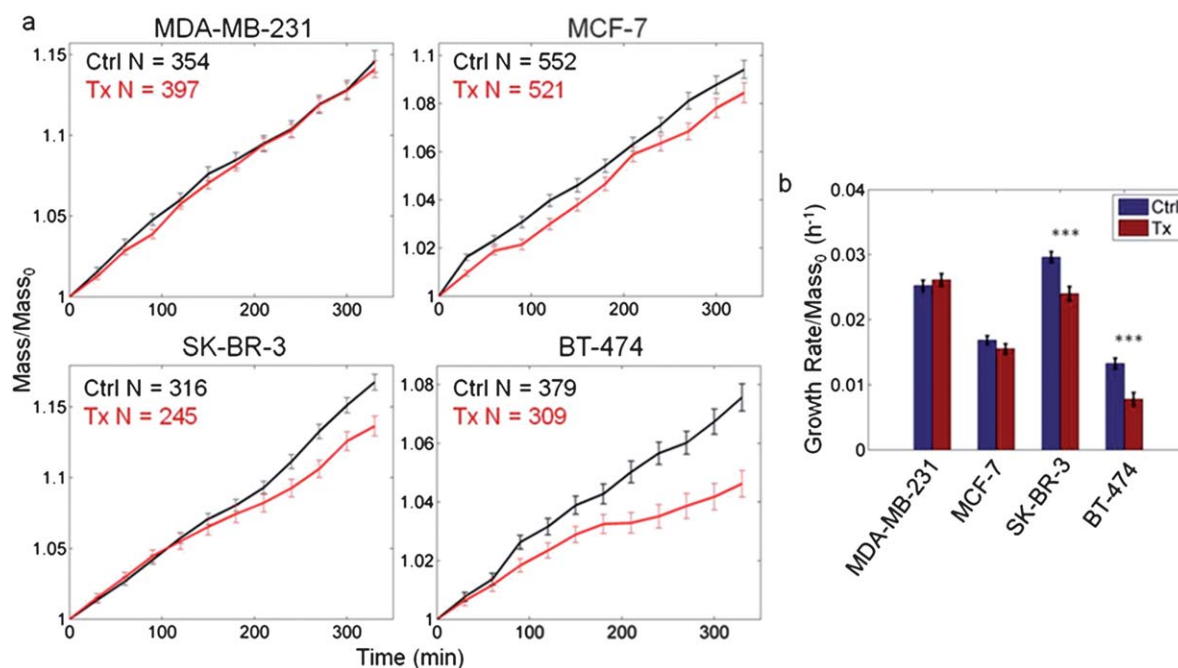 a
MDA-MB-231
Ctrl N = 354
Tx N = 397
1.15
1.1
1.05
1
0 100 200 300
MCF-7
Ctrl N = 552
Tx N = 521
1.1
1.08
1.06
1.04
1.02
1
0 100 200 300
SK-BR-3
Ctrl N = 316
Tx N = 245
1.15
1.1
1.05
1
0 100 200 300
BT-474
Ctrl N = 379
Tx N = 309
1.08
1.06
1.04
1.02
1
0 100 200 300
Mass/Mass₀
Time (min)
b
0.04
0.03
0.02
0.01
0
Growth Rate/Mass₀ (h⁻¹)
Ctrl
Tx
***
***
MDA-MB-231
MCF-7
SK-BR-3
BT-474